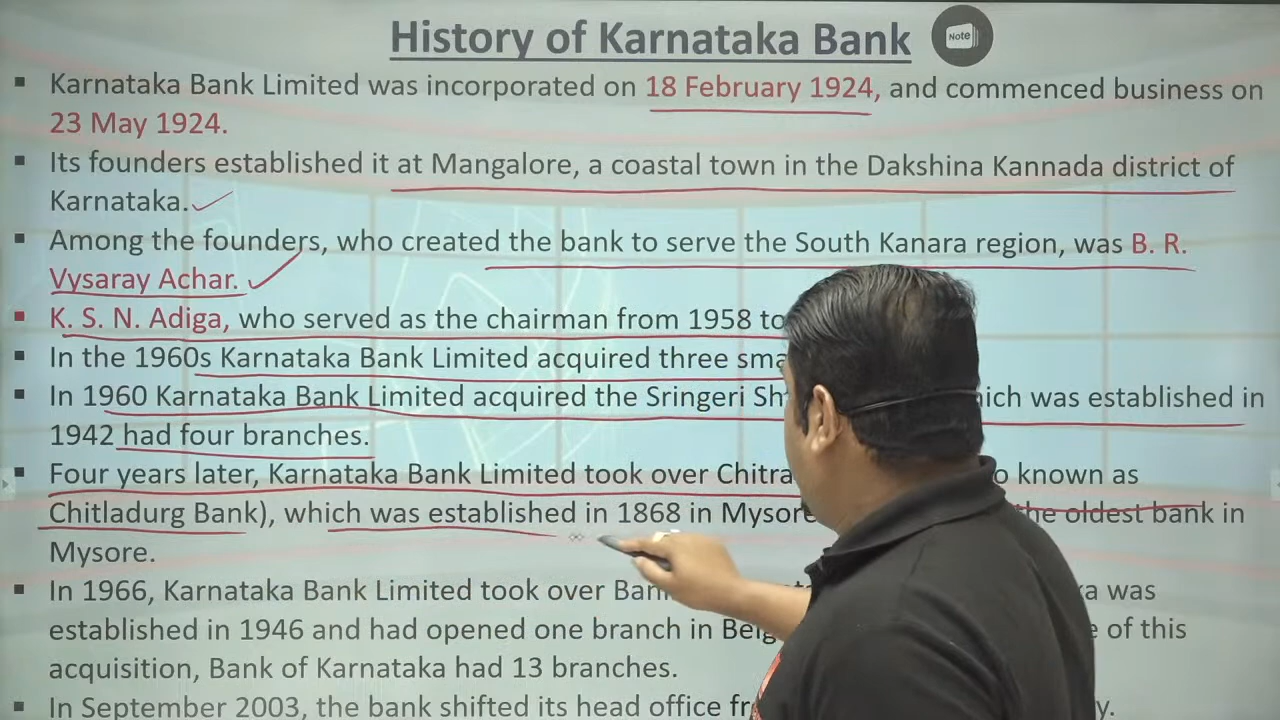 History of Karnataka Bank
Note
▪ Karnataka Bank Limited was incorporated on 18 February 1924, and commenced business on
23 May 1924.
▪ Its founders established it at Mangalore, a coastal town in the Dakshina Kannada district of
Karnataka.
▪ Among the founders, who created the bank to serve the South Kanara region, was B. R.
Vysaray Achar.
▪ K. S. N. Adiga, who served as the chairman from 1958 to
▪ In the 1960s Karnataka Bank Limited acquired three
▪ In 1960 Karnataka Bank Limited acquired the Sringeri which was established in
1942 had four branches.
▪ Four years later, Karnataka Bank Limited took over known as
Chitladurg Bank), which was established in 1868 in Mysore the oldest bank in
Mysore.
▪ In 1966, Karnataka Bank Limited took over was
established in 1946 and had opened one branch in of this
acquisition, Bank of Karnataka had 13 branches.
▪ In September 2003, the bank shifted its head office